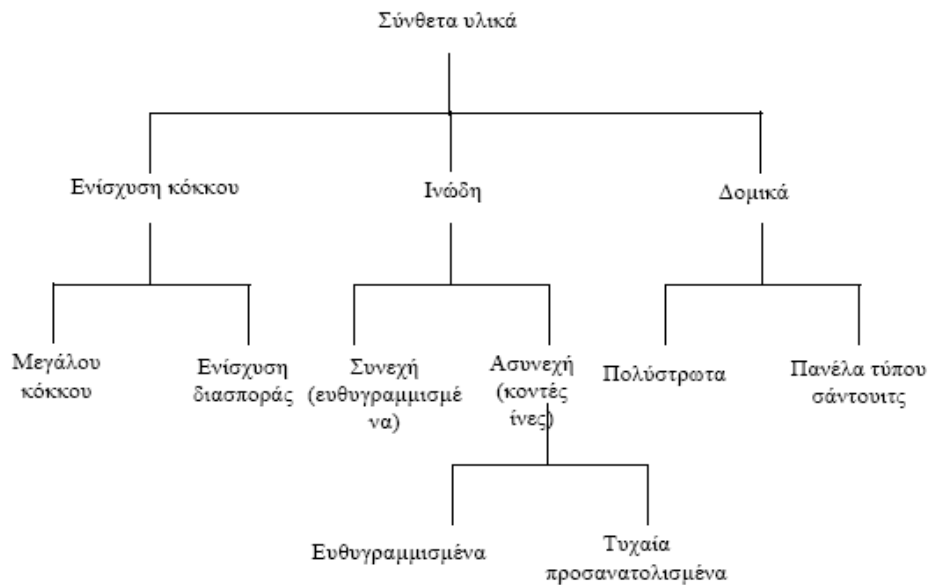 Σύνθετα υλικά
Ενίσχυση κόκκου
Ινώδη
Δομικά
Μεγάλου
κόκκου
Ενίσχυση
διασποράς
Συνεχή
(ευθυγραμμισμέ
να)
Ασυνεχή
(κοντές
ίνες)
Πολύστρωτα
Πανέλα τύπου
σάντουιτς
Ευθυγραμμισμένα
Τυχαία
προσανατολισμένα